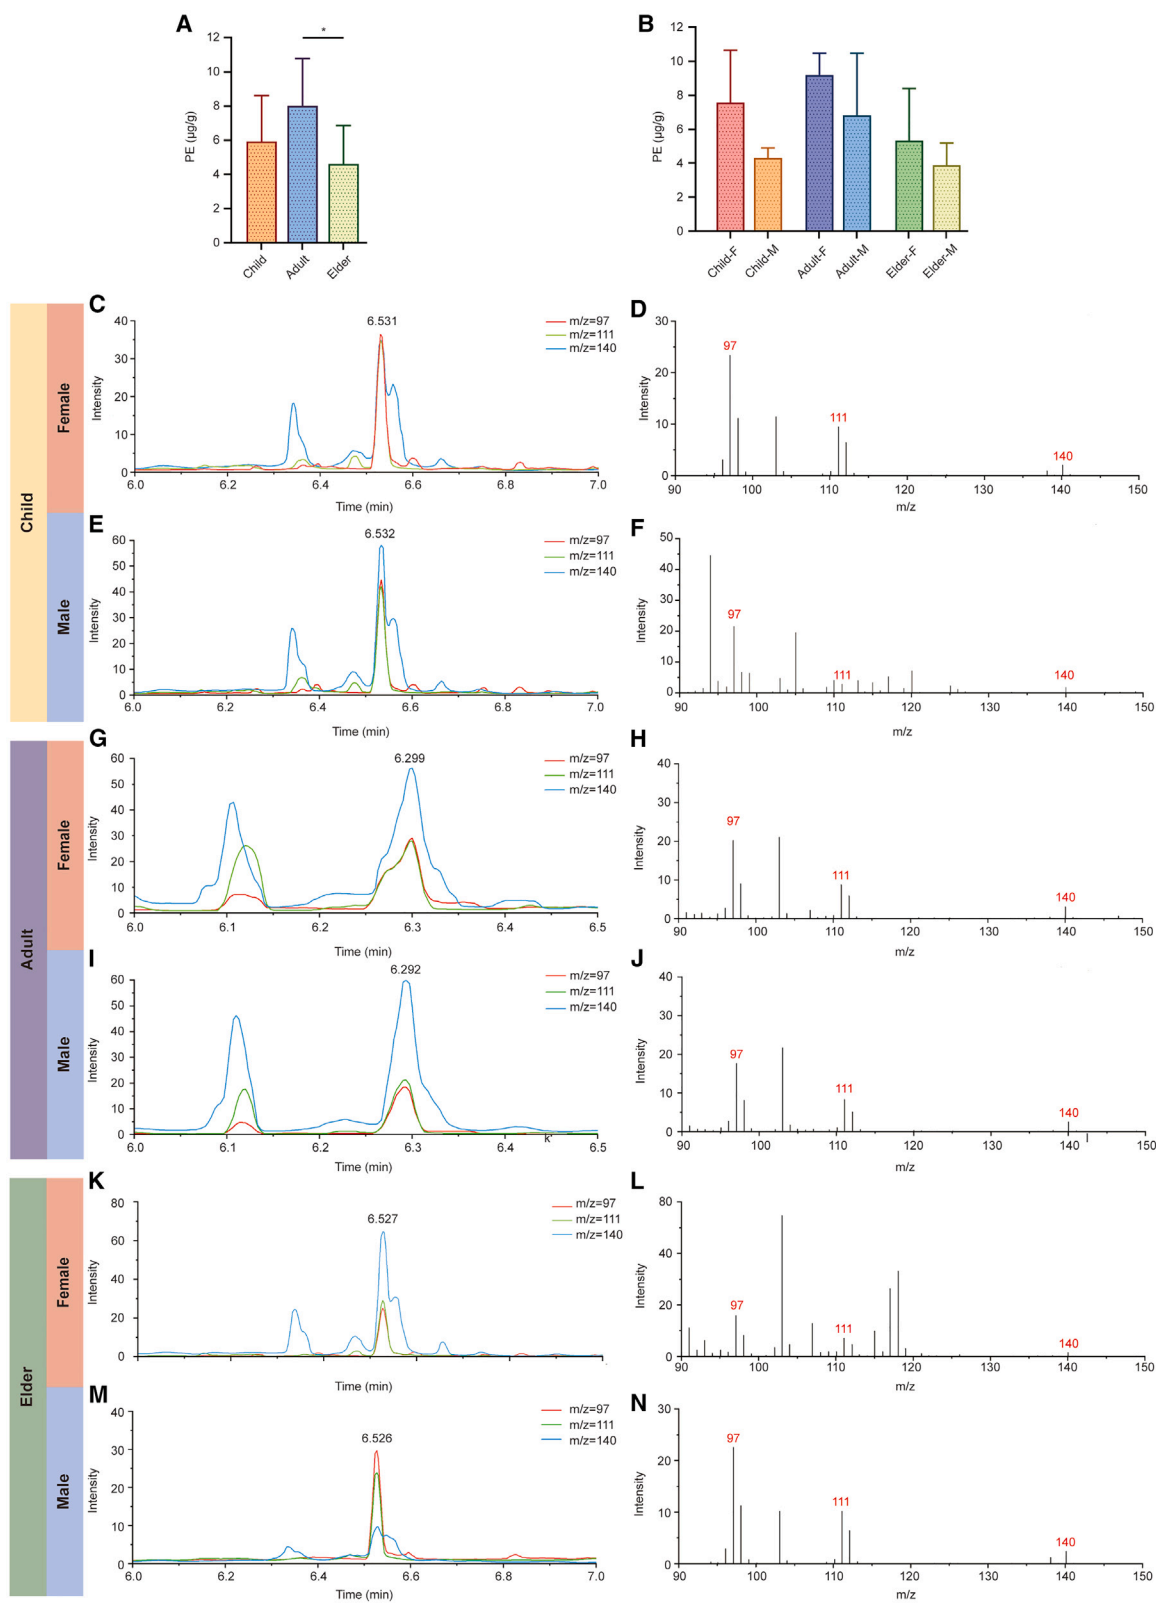 A
*
12
10
8
6
4
2
0
PE (µg/g)
Child
Adult
Elder
B
12
10
8
6
4
2
0
PE (µg/g)
Child-F
Child-M
Adult-F
Adult-M
Elder-F
Elder-M
Child
Female
Male
Adult
Female
Male
Elder
Female
Male
C
40
30
20
10
0
Intensity
6.531
m/z=97
m/z=111
m/z=140
6.0
6.2
6.4
6.6
6.8
7.0
Time (min)
D
30
20
10
0
Intensity
97
111
140
90
100
110
120
130
140
150
m/z
E
60
50
40
30
20
10
0
Intensity
6.532
m/z=97
m/z=111
m/z=140
6.0
6.2
6.4
6.6
6.8
7.0
Time (min)
F
50
40
30
20
10
0
Intensity
97
111
140
90
100
110
120
130
140
150
m/z
G
60
50
40
30
20
10
0
Intensity
6.299
m/z=97
m/z=111
m/z=140
6.0
6.1
6.2
6.3
6.4
6.5
Time (min)
H
40
30
20
10
0
Intensity
97
111
140
90
100
110
120
130
140
150
m/z
I
60
50
40
30
20
10
0
Intensity
6.292
m/z=97
m/z=111
m/z=140
6.0
6.1
6.2
6.3
6.4
6.5
k
Time (min)
J
40
30
20
10
0
Intensity
97
111
140
90
100
110
120
130
140
150
m/z
K
80
60
40
20
0
Intensity
6.527
m/z=97
m/z=111
m/z=140
Time (min)
L
80
40
20
0
Intensity
97
111
140
90
100
110
120
130
140
150
m/z
M
40
30
20
10
0
Intensity
6.526
m/z=97
m/z=111
m/z=140
6.0
6.2
6.4
6.6
6.8
7.0
Time (min)
N
30
20
10
0
Intensity
97
111
140
90
100
110
120
130
140
150
m/z